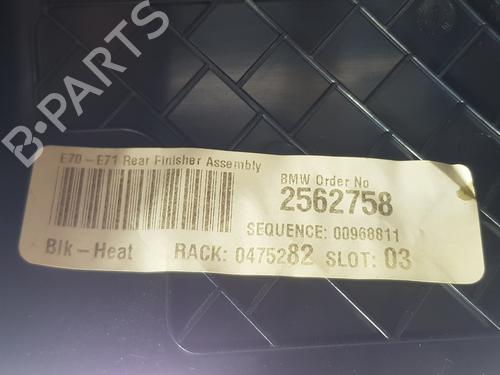 B-PARTS
E70-E71 Rear Finisher Assembly
BMW Order No
2562758
SEQUENCE: 00968811
Blk-Heat RACK: 0475282 SLOT: 03